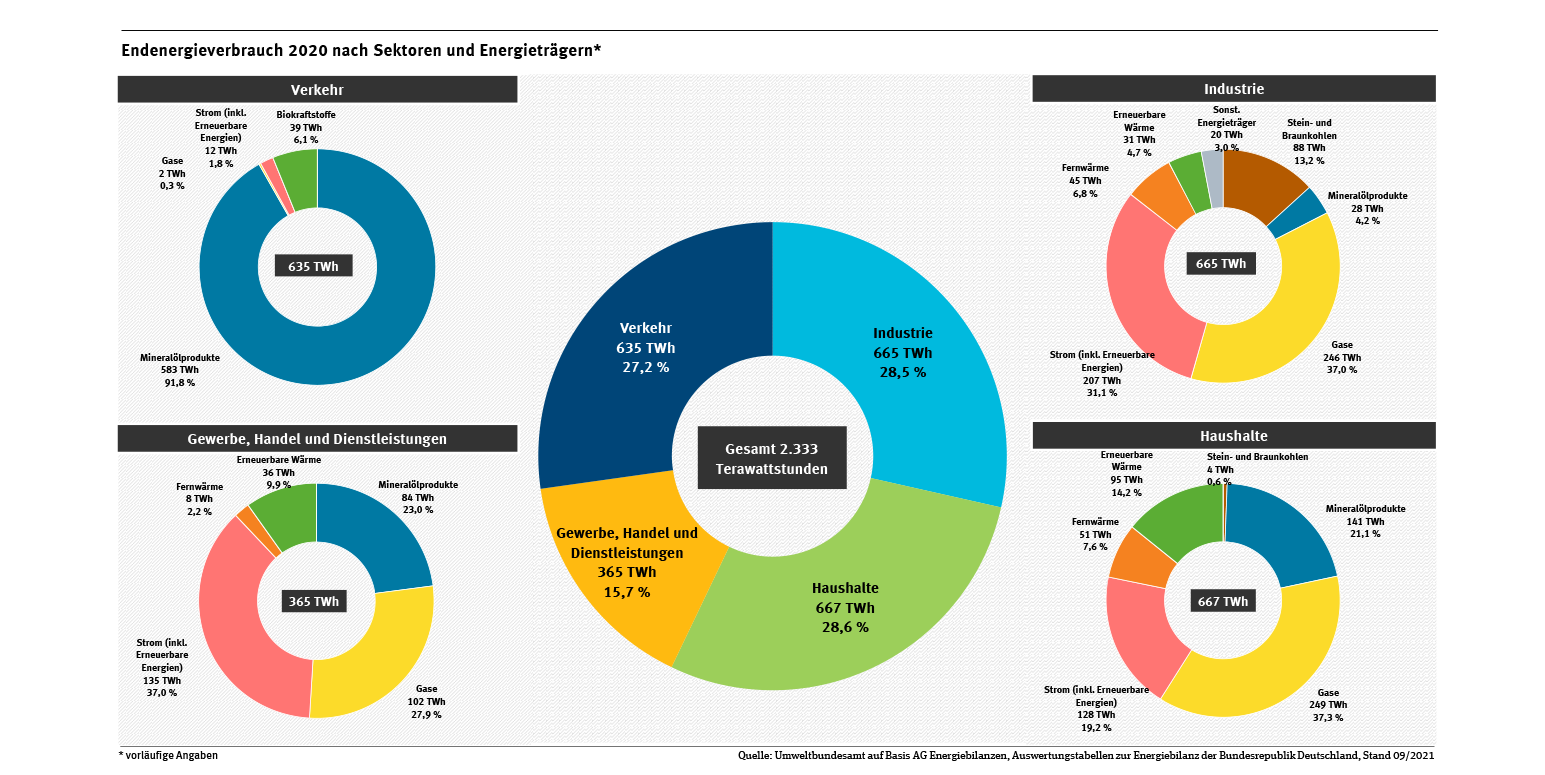 Endenergieverbrauch 2020 nach Sektoren und Energieträgern*
Verkehr
Strom (inkl.
Erneuerbare
Energien)
12 TWh
1,8 %
Biokraftstoffe
39 TWh
6,1 %
Gase
2 TWh
0,3 %
635 TWh
Mineralölprodukte
583 TWh
91,8 %
Gewerbe, Handel und Dienstleistungen
Erneuerbare Wärme
36 TWh
9,9 %
Fernwärme
8 TWh
2,2 %
Mineralölprodukte
84 TWh
23,0 %
365 TWh
Strom (inkl.
Erneuerbare
Energien)
135 TWh
37,0 %
Gase
102 TWh
27,9 %
Verkehr
635 TWh
27,2 %
Industrie
665 TWh
28,5 %
Gesamt 2.333
Terawattstunden
Gewerbe, Handel und
Dienstleistungen
365 TWh
15,7 %
Haushalte
667 TWh
28,6 %
Industrie
Erneuerbare
Wärme
31 TWh
4,7 %
Sonst.
Energieträger
20 TWh
3,0 %
Stein- und
Braunkohlen
88 TWh
13,2 %
Fernwärme
45 TWh
6,8 %
Mineralölprodukte
28 TWh
4,2 %
665 TWh
Strom (inkl. Erneuerbare
Energien)
207 TWh
31,1 %
Gase
246 TWh
37,0 %
Haushalte
Erneuerbare
Wärme
95 TWh
14,2 %
Stein- und Braunkohlen
4 TWh
0,6 %
Mineralölprodukte
141 TWh
21,1 %
Fernwärme
51 TWh
7,6 %
667 TWh
Strom (inkl. Erneuerbare
Energien)
128 TWh
19,2 %
Gase
249 TWh
37,3 %
* vorläufige Angaben
Quelle: Umweltbundesamt auf Basis AG Energiebilanzen, Auswertungstabellen zur Energiebilanz der Bundesrepublik Deutschland, Stand 09/2021